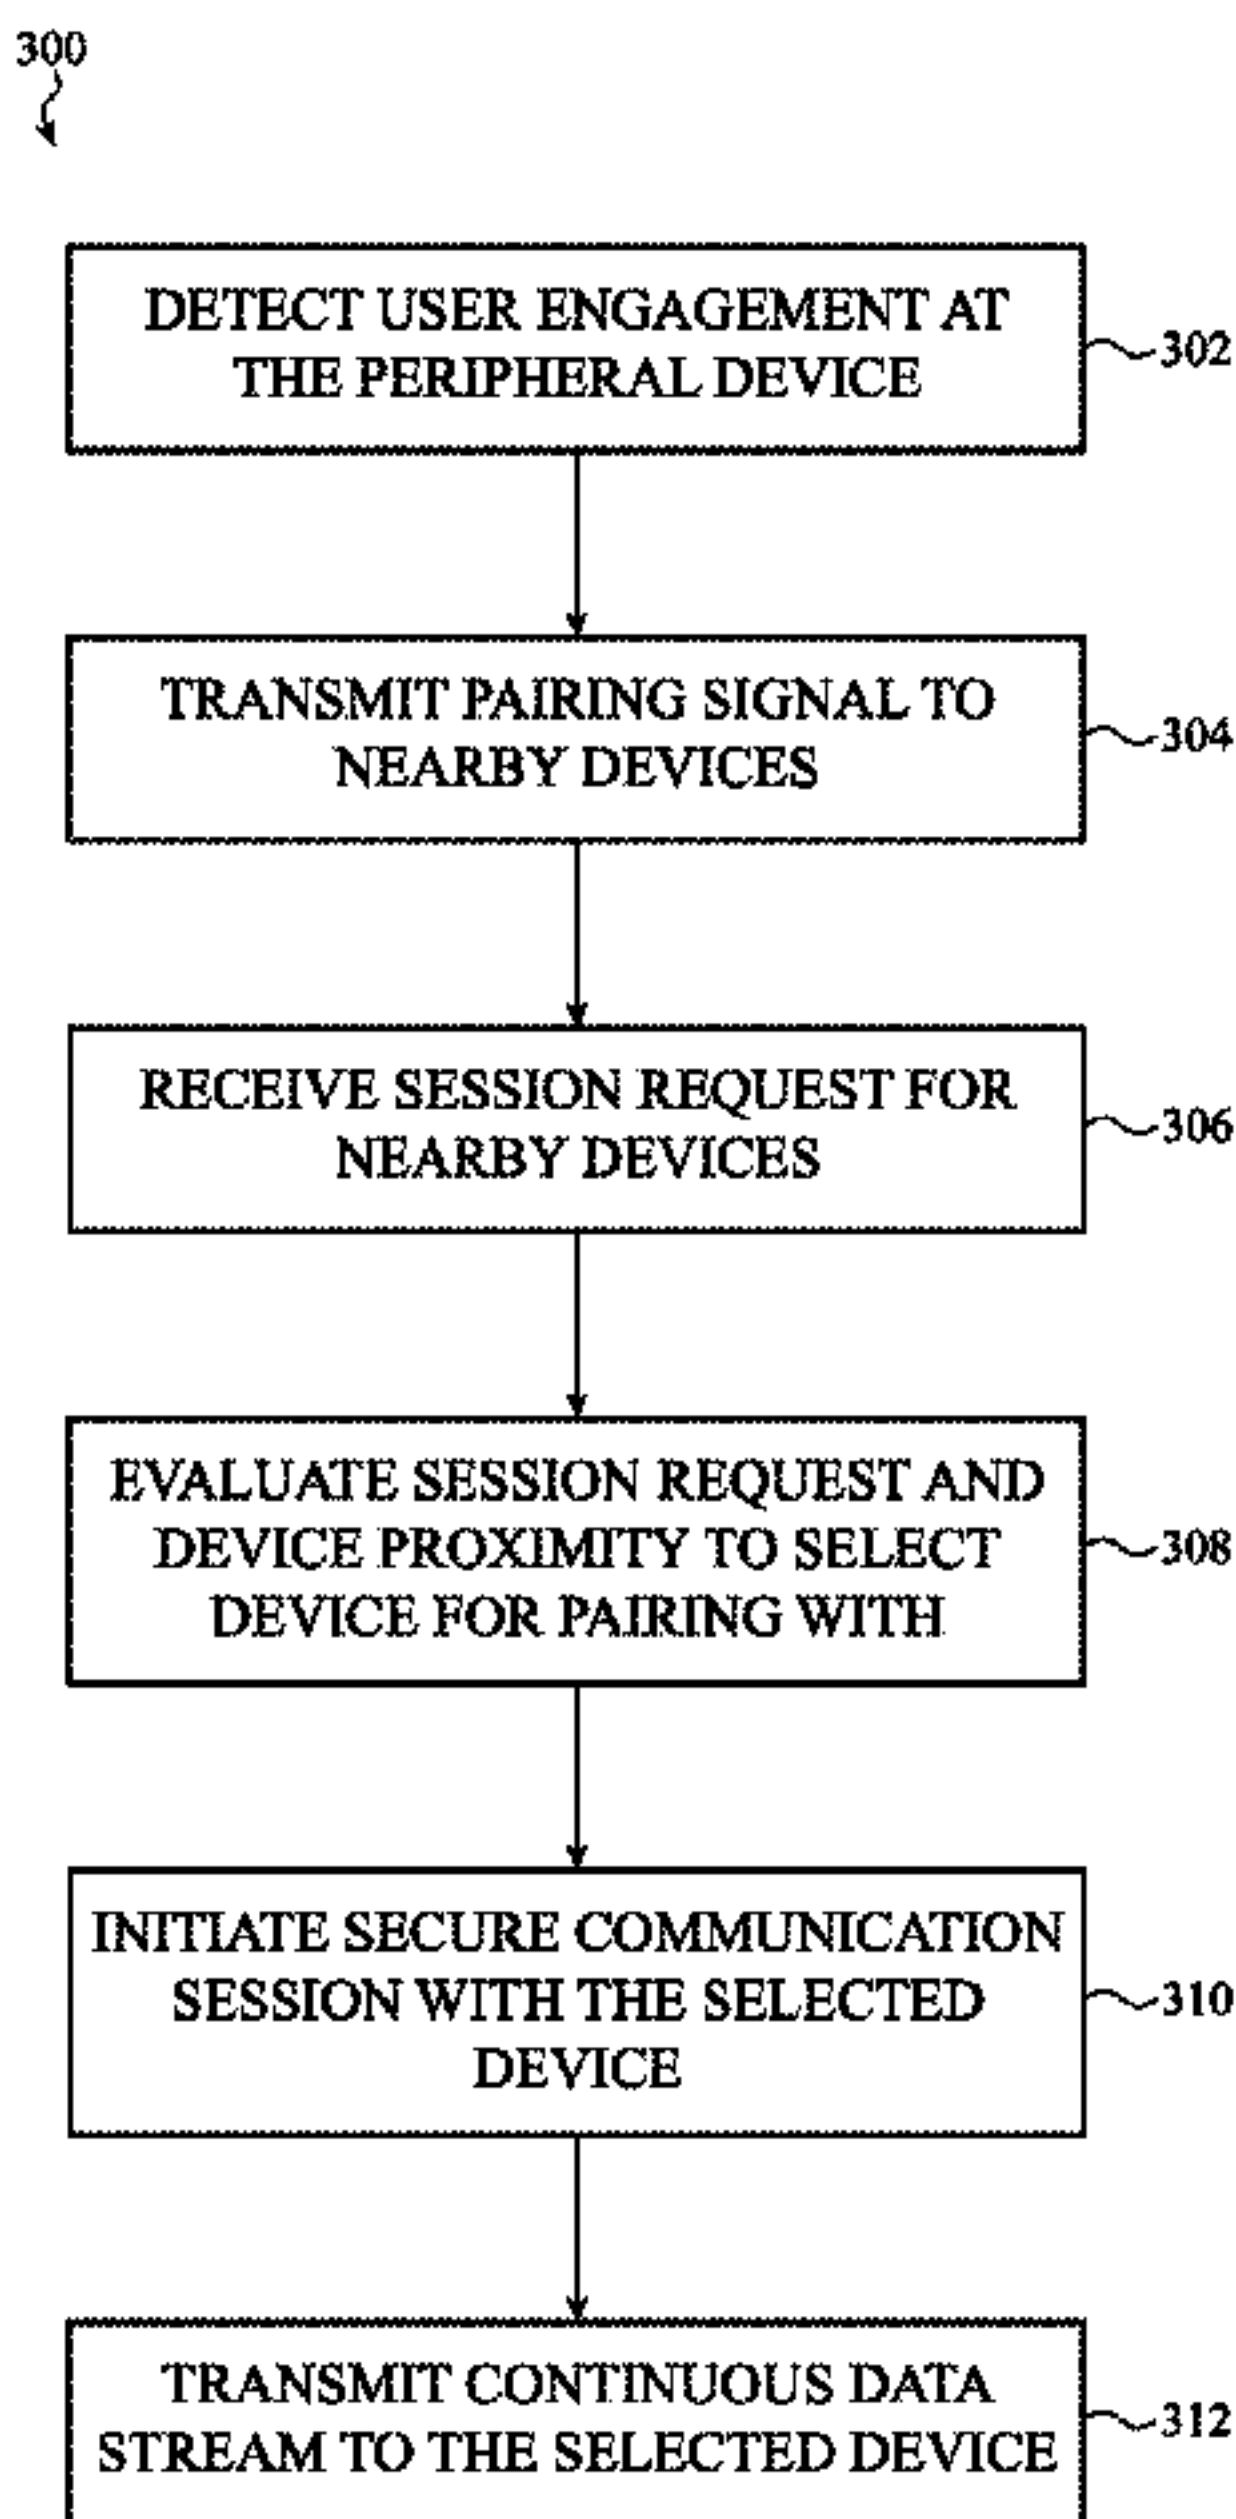 300
DETECT USER ENGAGEMENT AT
THE PERIPHERAL DEVICE
302
TRANSMIT PAIRING SIGNAL TO
NEARBY DEVICES
304
RECEIVE SESSION REQUEST FOR
NEARBY DEVICES
306
EVALUATE SESSION REQUEST AND
DEVICE PROXIMITY TO SELECT
DEVICE FOR PAIRING WITH
308
INITIATE SECURE COMMUNICATION
SESSION WITH THE SELECTED
DEVICE
310
TRANSMIT CONTINUOUS DATA
STREAM TO THE SELECTED DEVICE
312